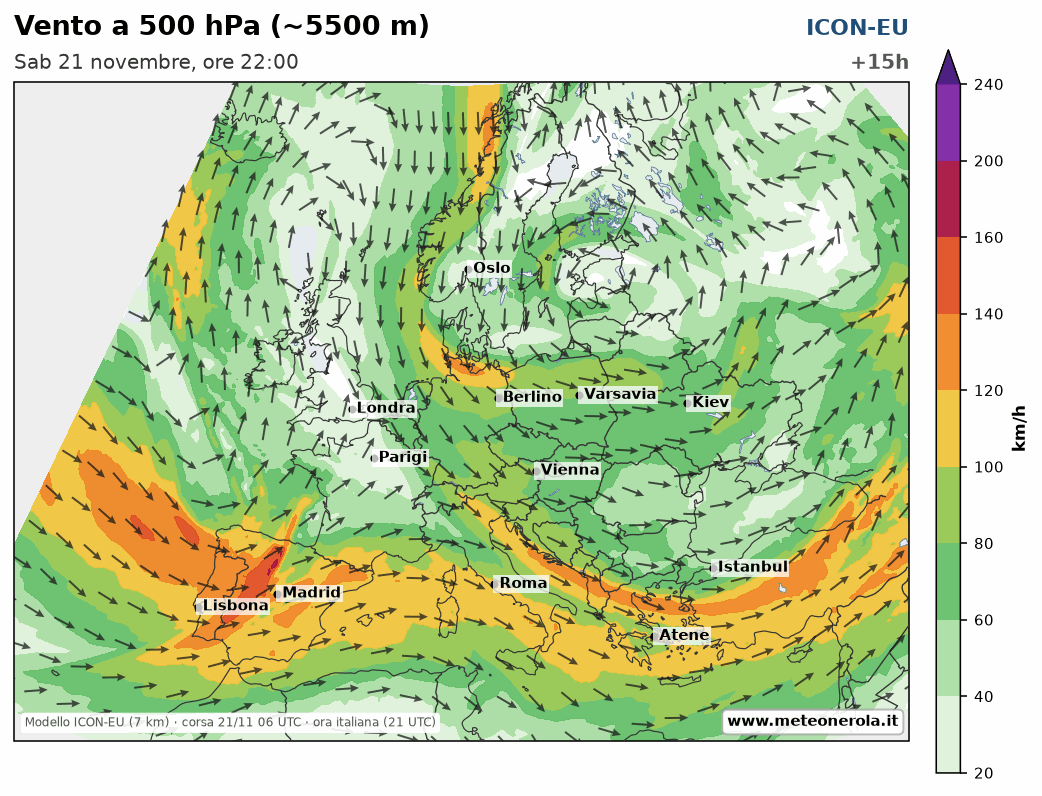 Vento a 500 hPa (~5500 m)
ICON-EU
Sab 21 novembre, ore 22:00
+15h
240
200
160
140
120
100
80
60
40
20
km/h
Oslo
Berlino
Varsavia
Kiev
Londra
Parigi
Vienna
Istanbul
Roma
Madrid
Lisbona
Atene
Modello ICON-EU (7 km) · corsa 21/11 06 UTC · ora italiana (21 UTC)
www.meteonerola.it